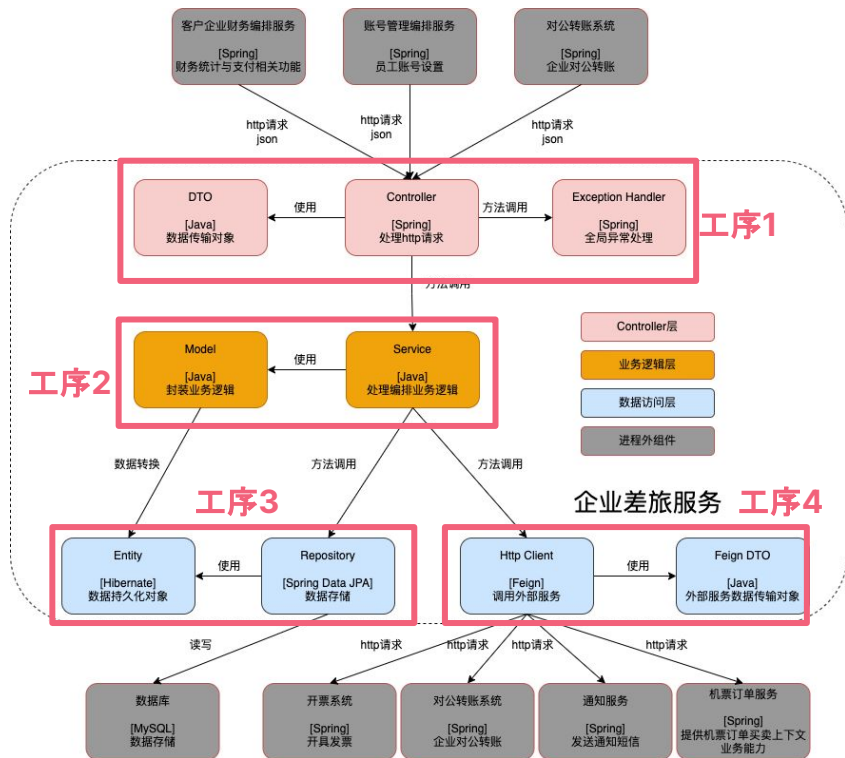 客户企业财务编排服务
[Spring]
财务统计与支付相关功能
账号管理编排服务
[Spring]
员工账号设置
对公转账系统
[Spring]
企业对公转账
http请求
json
http请求
json
http请求
json
DTO
[Java]
数据传输对象
使用
Controller
[Spring]
处理http请求
方法调用
Exception Handler
[Spring]
全局异常处理
工序1
方法调用
工序2
Model
[Java]
封装业务逻辑
使用
Service
[Java]
处理编排业务逻辑
Controller层
业务逻辑层
数据访问层
进程外组件
数据转换
方法调用
方法调用
企业差旅服务
工序3
工序4
Entity
[Hibernate]
数据持久化对象
使用
Repository
[Spring Data JPA]
数据存储
Http Client
[Feign]
调用外部服务
使用
Feign DTO
[Java]
外部服务数据传输对象
读写
http请求
http请求
http请求
http请求
数据库
[MySQL]
数据存储
开票系统
[Spring]
开具发票
对公转账系统
[Spring]
企业对公转账
通知服务
[Spring]
发送通知短信
机票订单服务
[Spring]
提供机票订单买卖上下文
业务能力